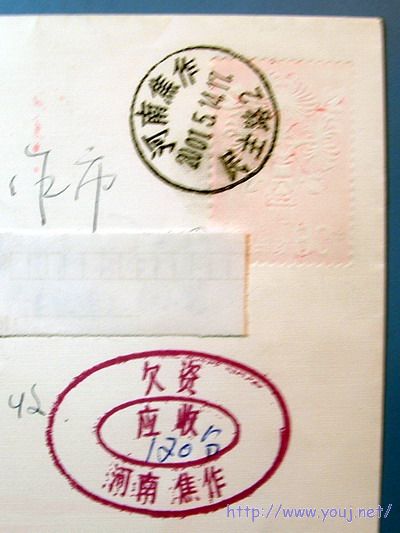 河南焦作
2001.5.14.17
民主路2
作市
42
欠资
应收
120分
河南焦作
http://www.youj.net/